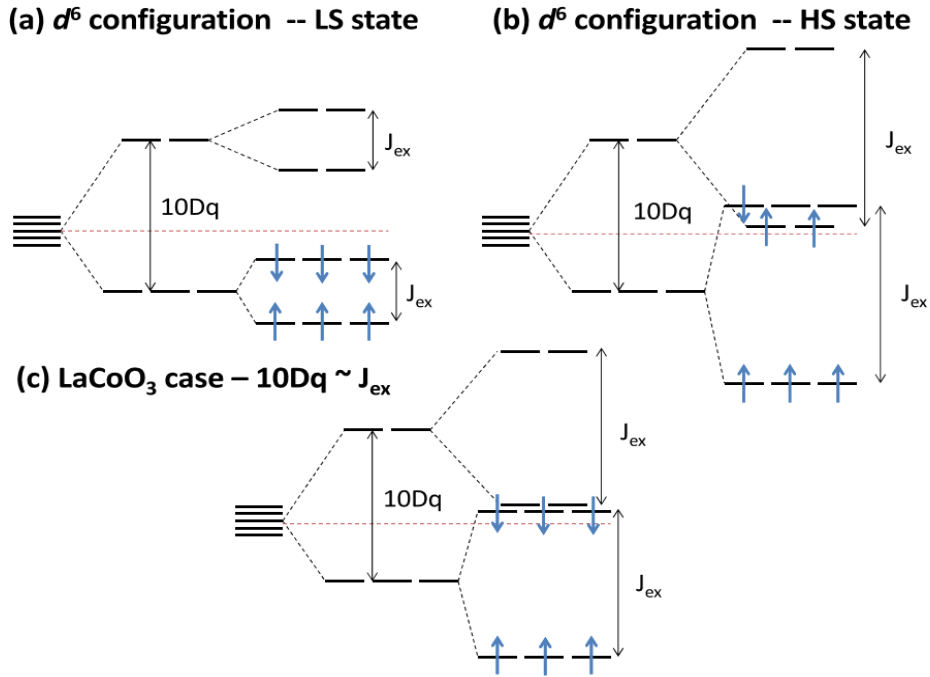 (a) d⁶ configuration -- LS state
(b) d⁶ configuration -- HS state
Jₑₓ
10Dq
Jₑₓ
Jₑₓ
10Dq
Jₑₓ
(c) LaCoO₃ case – 10Dq ~ Jₑₓ
Jₑₓ
10Dq
Jₑₓ